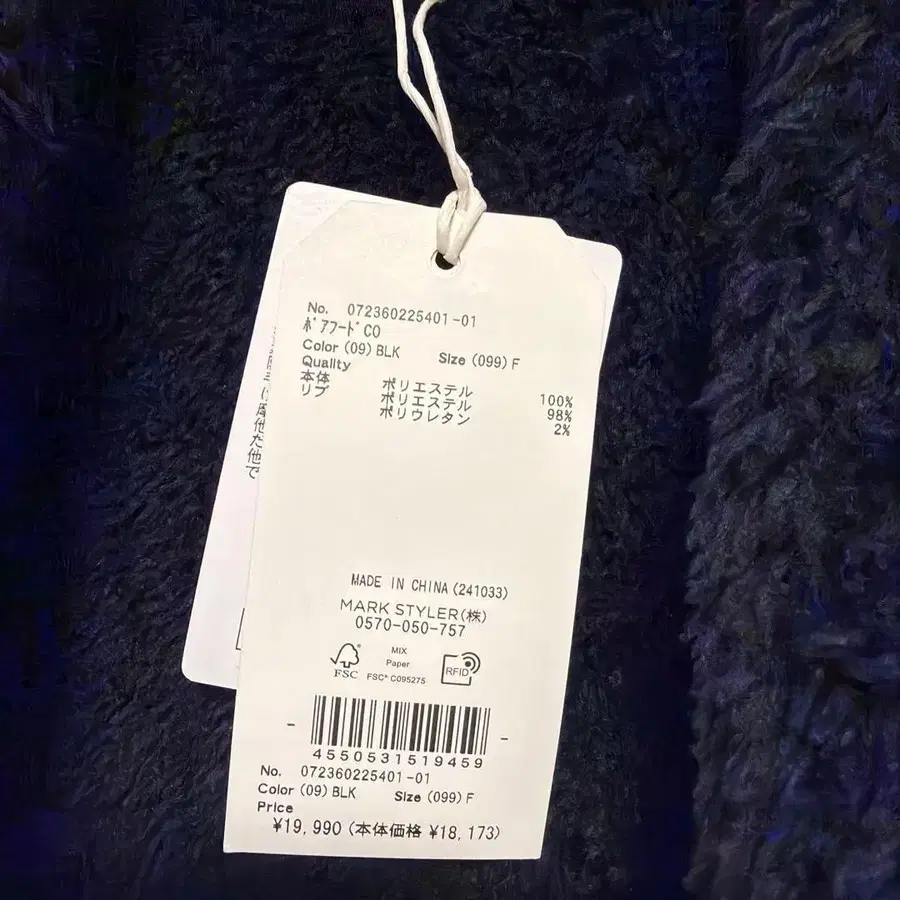 No. 072360225401-01
ﾎﾞｱﾌｰﾄﾞCO
Color (09) BLK Size (099) F
Quality
本体 ポリエステル 100%
リブ ポリエステル 98%
ポリウレタン 2%
MADE IN CHINA (241033)
MARK STYLER(株)
0570-050-757
FSC
MIX
Paper
FSC® C095275
RFID
4550531519459
No. 072360225401-01
Color (09) BLK Size (099) F
Price
¥19,990 (本体価格 ¥18,173)